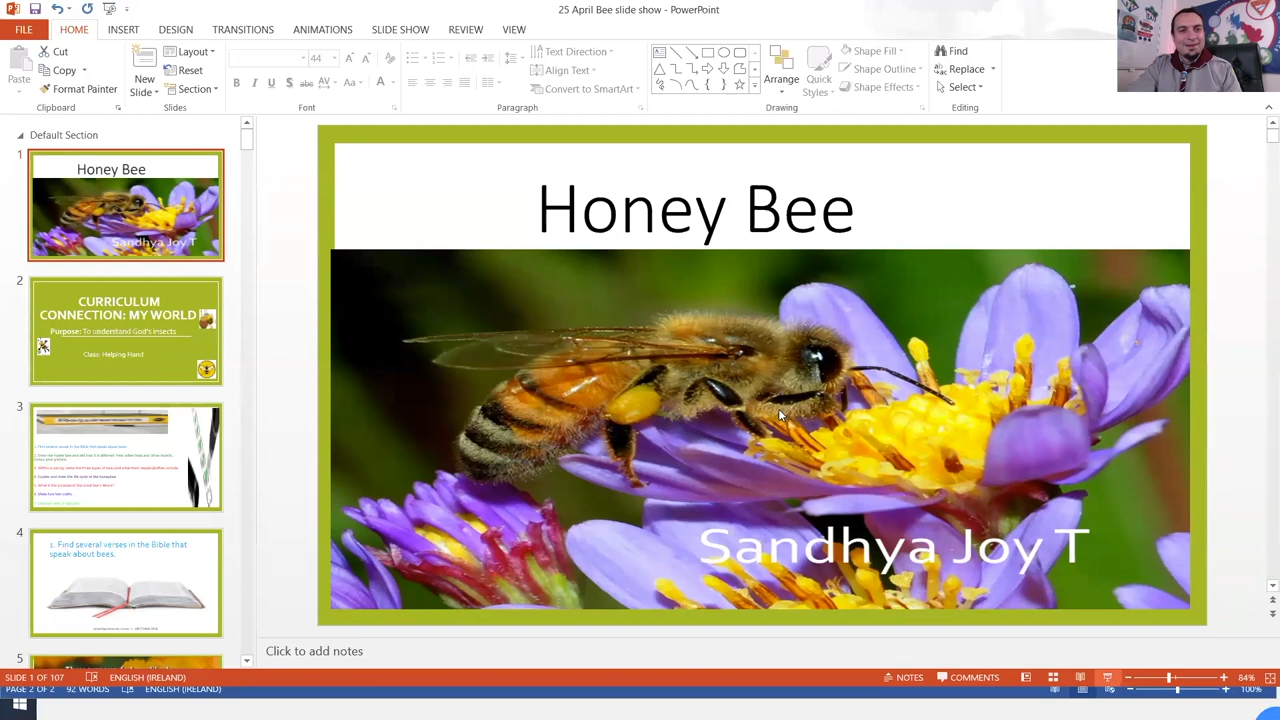 25 April Bee slide show - PowerPoint
FILE
HOME
INSERT
DESIGN
TRANSITIONS
ANIMATIONS
SLIDE SHOW
REVIEW
VIEW
Paste
Cut
Copy
Format Painter
Clipboard
New
Slide
Layout
Reset
Section
Slides
44
B I U S abc AV Aa A
Font
Text Direction
Align Text
Convert to SmartArt
Paragraph
Arrange
Quick
Styles
Shape Fill
Shape Outline
Shape Effects
Drawing
Find
Replace
Select
Editing
Default Section
1
Honey Bee
Sandhya Joy T
2
CURRICULUM
CONNECTION: MY WORLD
Purpose: To understand God's insects
Class: Helping Hand
3
4
1. Find several verses in the Bible that
speak about bees.
5
Honey Bee
Sandhya Joy T
Click to add notes
SLIDE 1 OF 107
ENGLISH (IRELAND)
NOTES
COMMENTS
84%
PAGE 2 OF 2
92 WORDS
ENGLISH (IRELAND)
100%